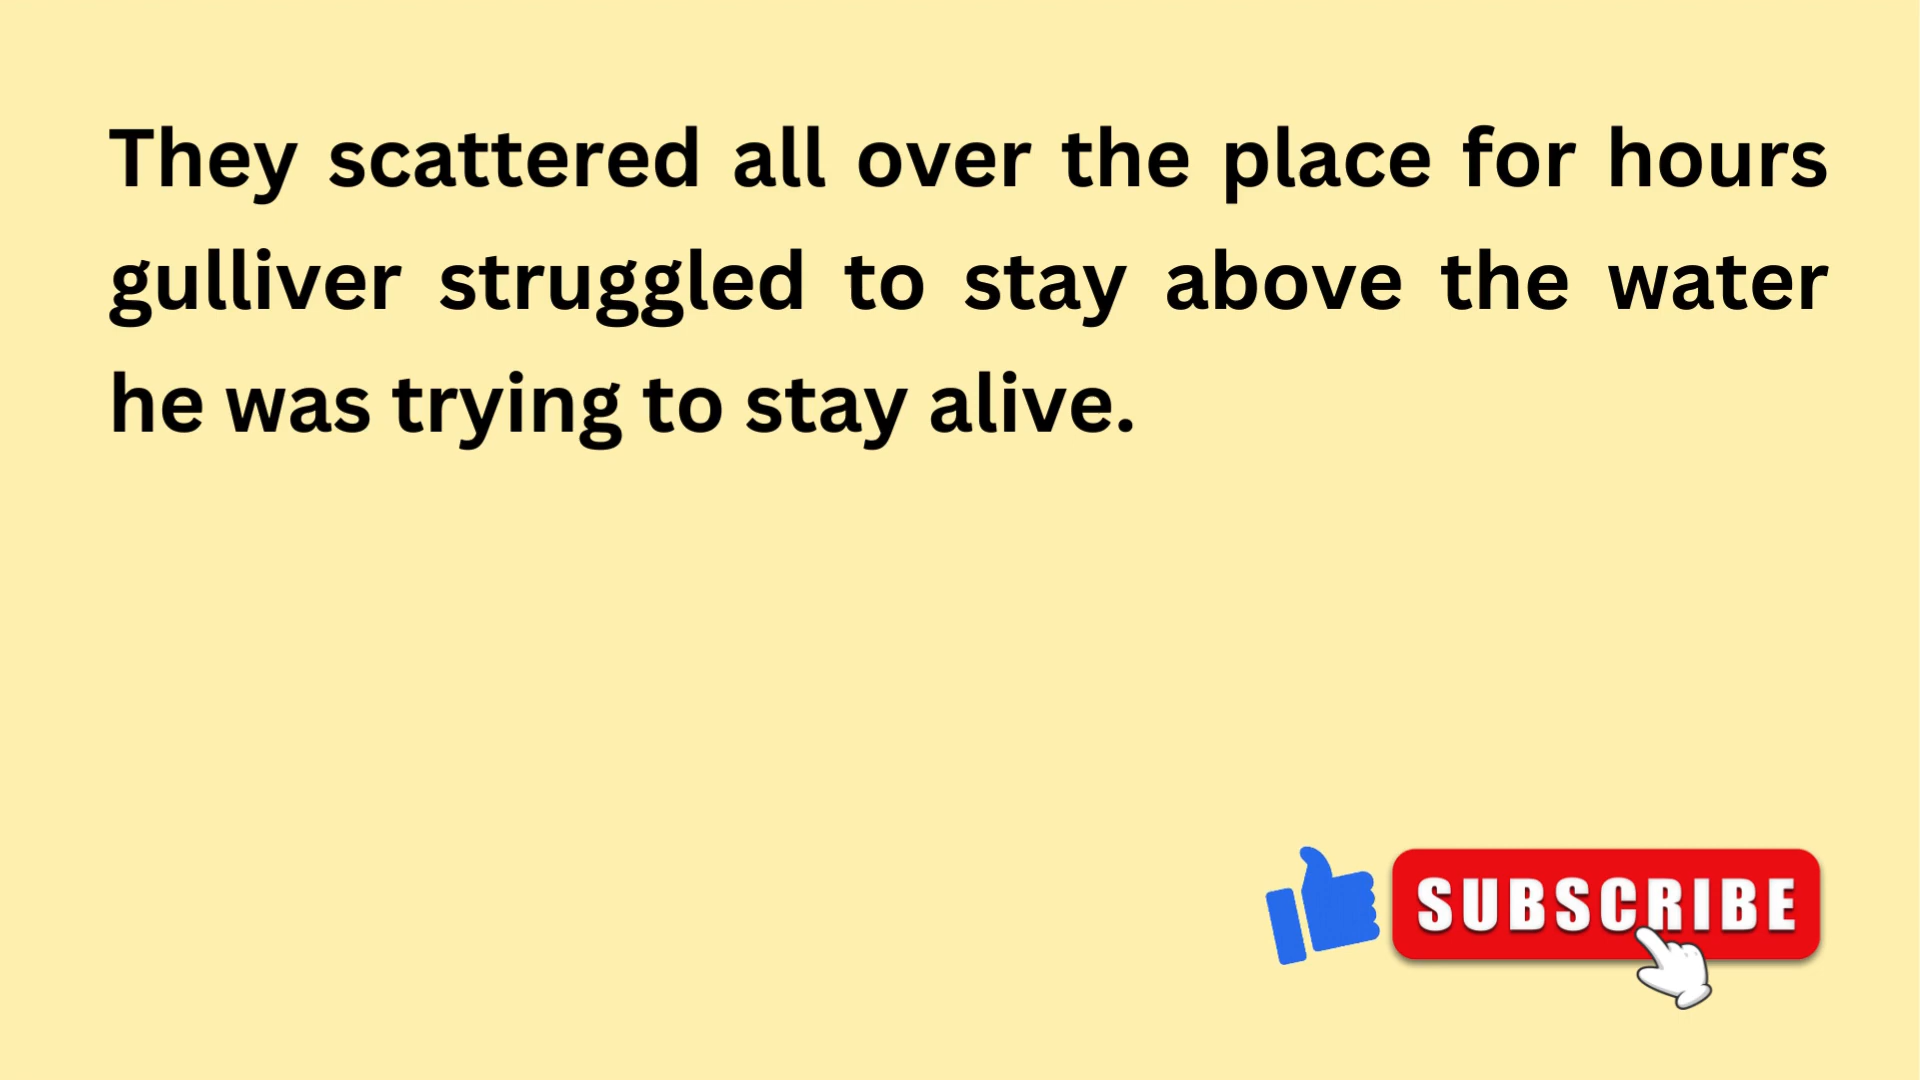 They scattered all over the place for hours
gulliver struggled to stay above the water
he was trying to stay alive.
SUBSCRIBE